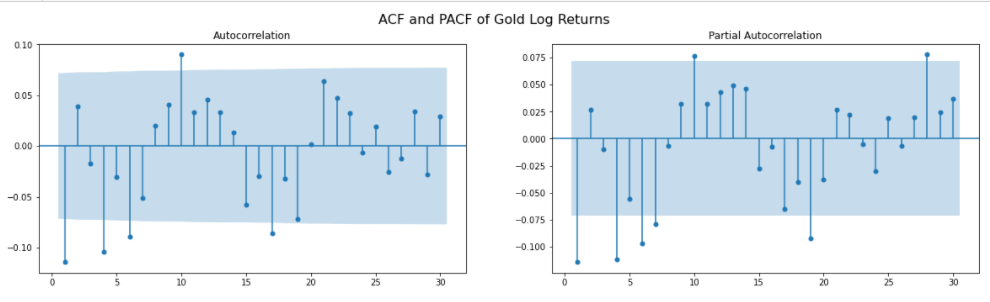 ACF and PACF of Gold Log Returns
Autocorrelation
0.10
0.05
0.00
−0.05
−0.10
0 5 10 15 20 25 30
Partial Autocorrelation
0.075
0.050
0.025
0.000
−0.025
−0.050
−0.075
−0.100
0 5 10 15 20 25 30